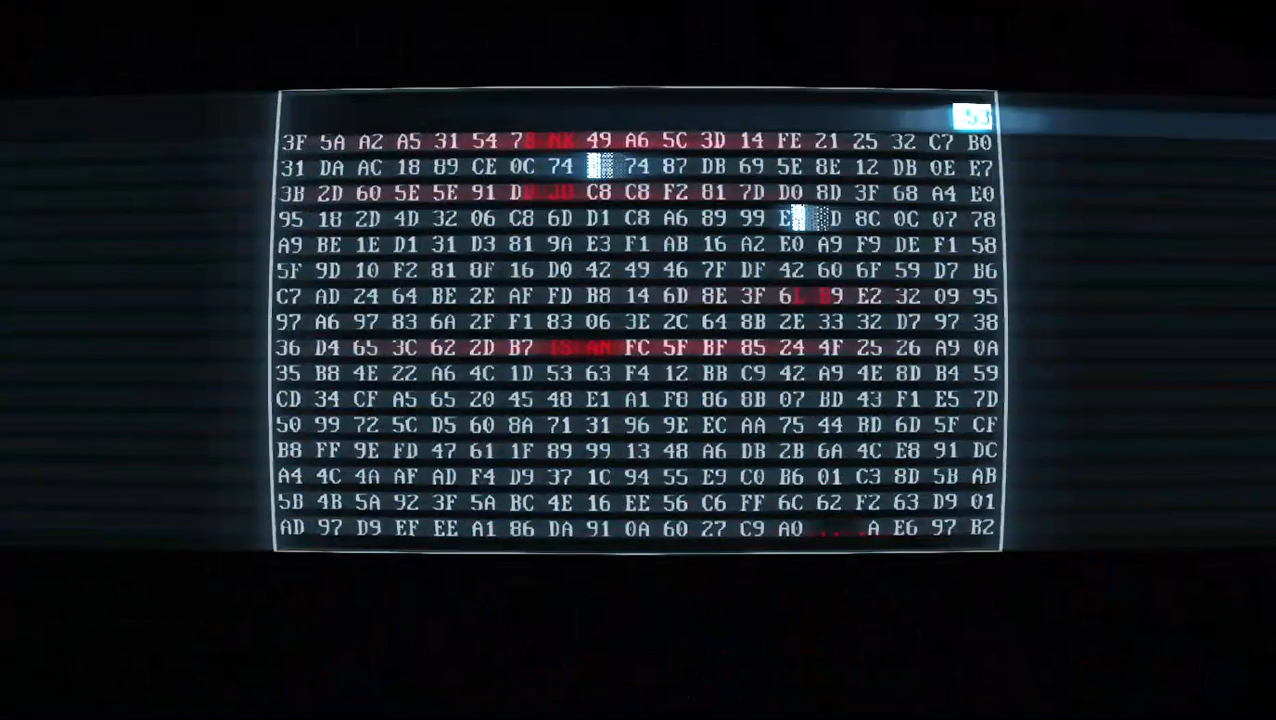 53
3F 5A A2 A5 31 54 7 49 A6 5C 3D 14 FE 21 25 32 C7 B0
31 DA AC 18 89 CE 0C 74 74 87 DB 69 5E 8E 12 DB 0E E7
3B 2D 60 5E 5E 91 D C8 C8 F2 81 7D D0 8D 3F 68 A4 E0
95 18 2D 4D 32 06 C8 6D D1 C8 A6 89 99 E D 8C 0C 07 78
A9 BE 1E D1 31 D3 81 9A E3 F1 AB 16 A2 E0 A9 F9 DE F1 58
5F 9D 10 F2 81 8F 16 D0 42 49 46 7F DF 42 60 6F 59 D7 B6
C7 AD 24 64 BE 2E AF FD B8 14 6D 8E 3F 6 9 E2 32 09 95
97 A6 97 83 6A 2F F1 83 06 3E 2C 64 8B 2E 33 32 D7 97 38
36 D4 65 3C 62 2D B7 IS AN FC 5F BF 85 24 4F 25 26 A9 0A
35 B8 4E 22 A6 4C 1D 53 63 F4 12 BB C9 42 A9 4E 8D B4 59
CD 34 CF A5 65 20 45 48 E1 A1 F8 86 8B 07 BD 43 F1 E5 7D
50 99 72 5C D5 60 8A 71 31 96 9E EC AA 75 44 BD 6D 5F CF
B8 FF 9E FD 47 61 1F 89 99 13 48 A6 DB 2B 6A 4C E8 91 DC
A4 4C 4A AF AD F4 D9 37 1C 94 55 E9 C0 B6 01 C3 8D 5B AB
5B 4B 5A 92 3F 5A BC 4E 16 EE 56 C6 FF 6C 62 F2 63 D9 01
AD 97 D9 EF EE A1 86 DA 91 0A 60 27 C9 A0 .. .A E6 97 B2